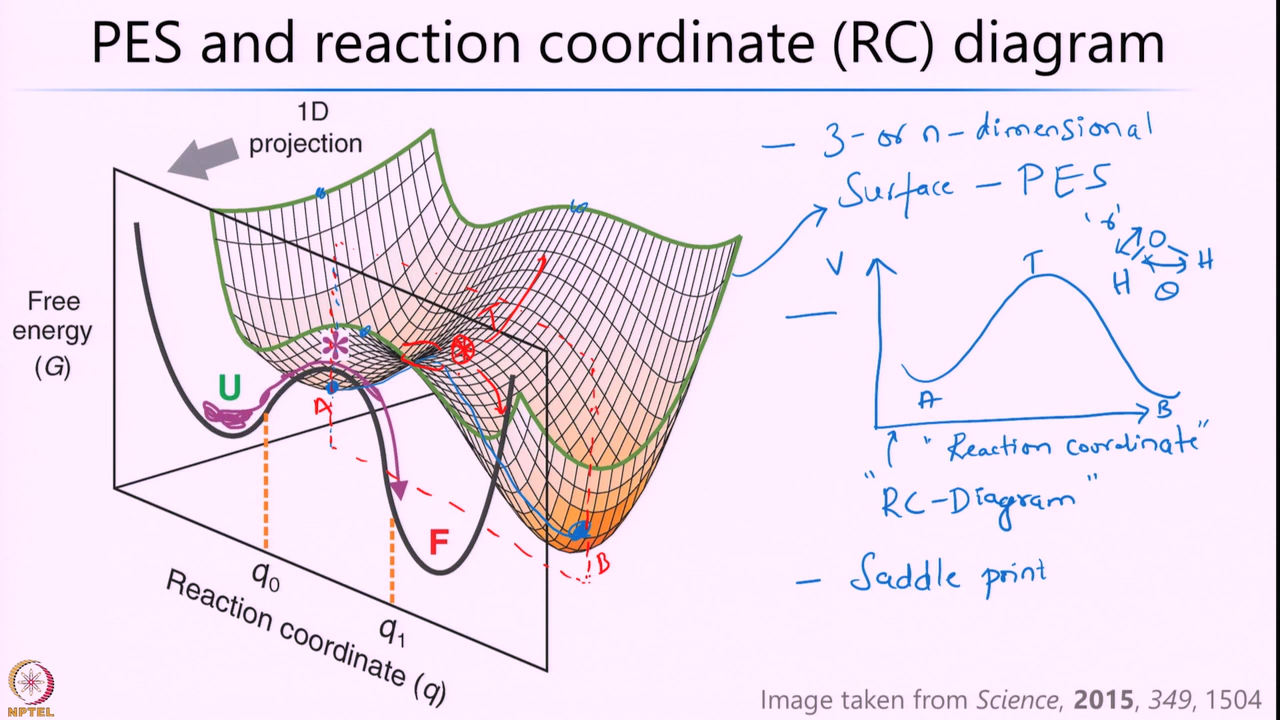 PES and reaction coordinate (RC) diagram
1D
projection
Free
energy
(G)
U
*
F
A
T
B
q0
q1
Reaction coordinate (q)
— 3- or n-dimensional
Surface - PES
'r'
O
H H
θ
V
T
A
B
"Reaction coordinate"
"RC-Diagram"
- Saddle print
Image taken from Science, 2015, 349, 1504
NPTEL